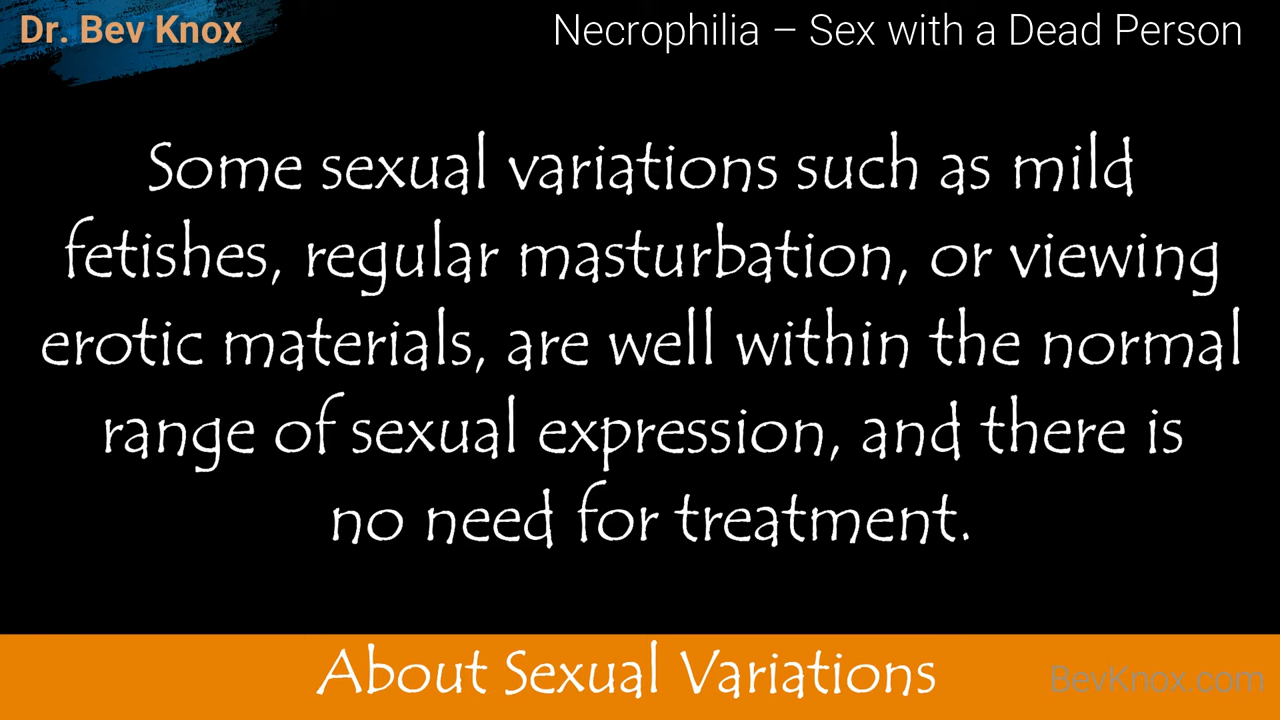 Dr. Bev Knox
Necrophilia – Sex with a Dead Person
Some sexual variations such as mild
fetishes, regular masturbation, or viewing
erotic materials, are well within the normal
range of sexual expression, and there is
no need for treatment.
About Sexual Variations
BevKnox.com